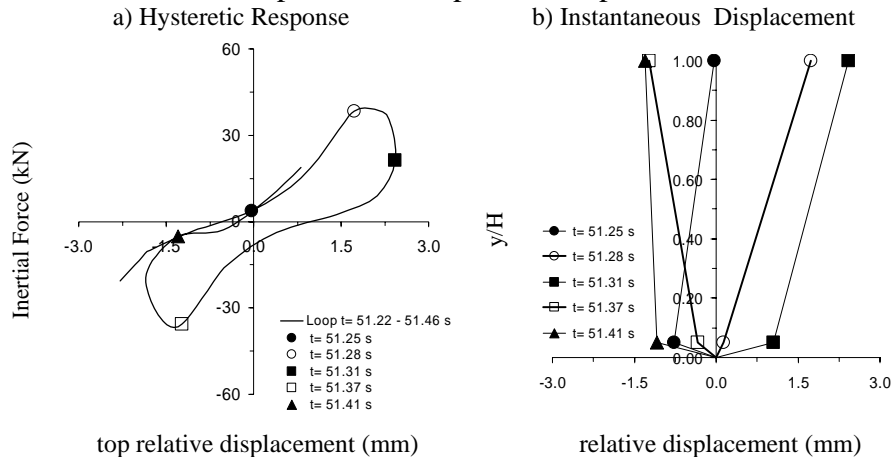 a) Hysteretic Response
60
30
0
-30
-60
-3.0 -1.5 0.0 1.5 3.0
Inertial Force (kN)
Loop t= 51.22 - 51.46 s
t= 51.25 s
t= 51.28 s
t= 51.31 s
t= 51.37 s
t= 51.41 s
top relative displacement (mm)
b) Instantaneous Displacement
1.00
0.80
0.60
0.40
0.20
0.00
-3.0 -1.5 0.0 1.5 3.0
y/H
t= 51.25 s
t= 51.28 s
t= 51.31 s
t= 51.37 s
t= 51.41 s
relative displacement (mm)